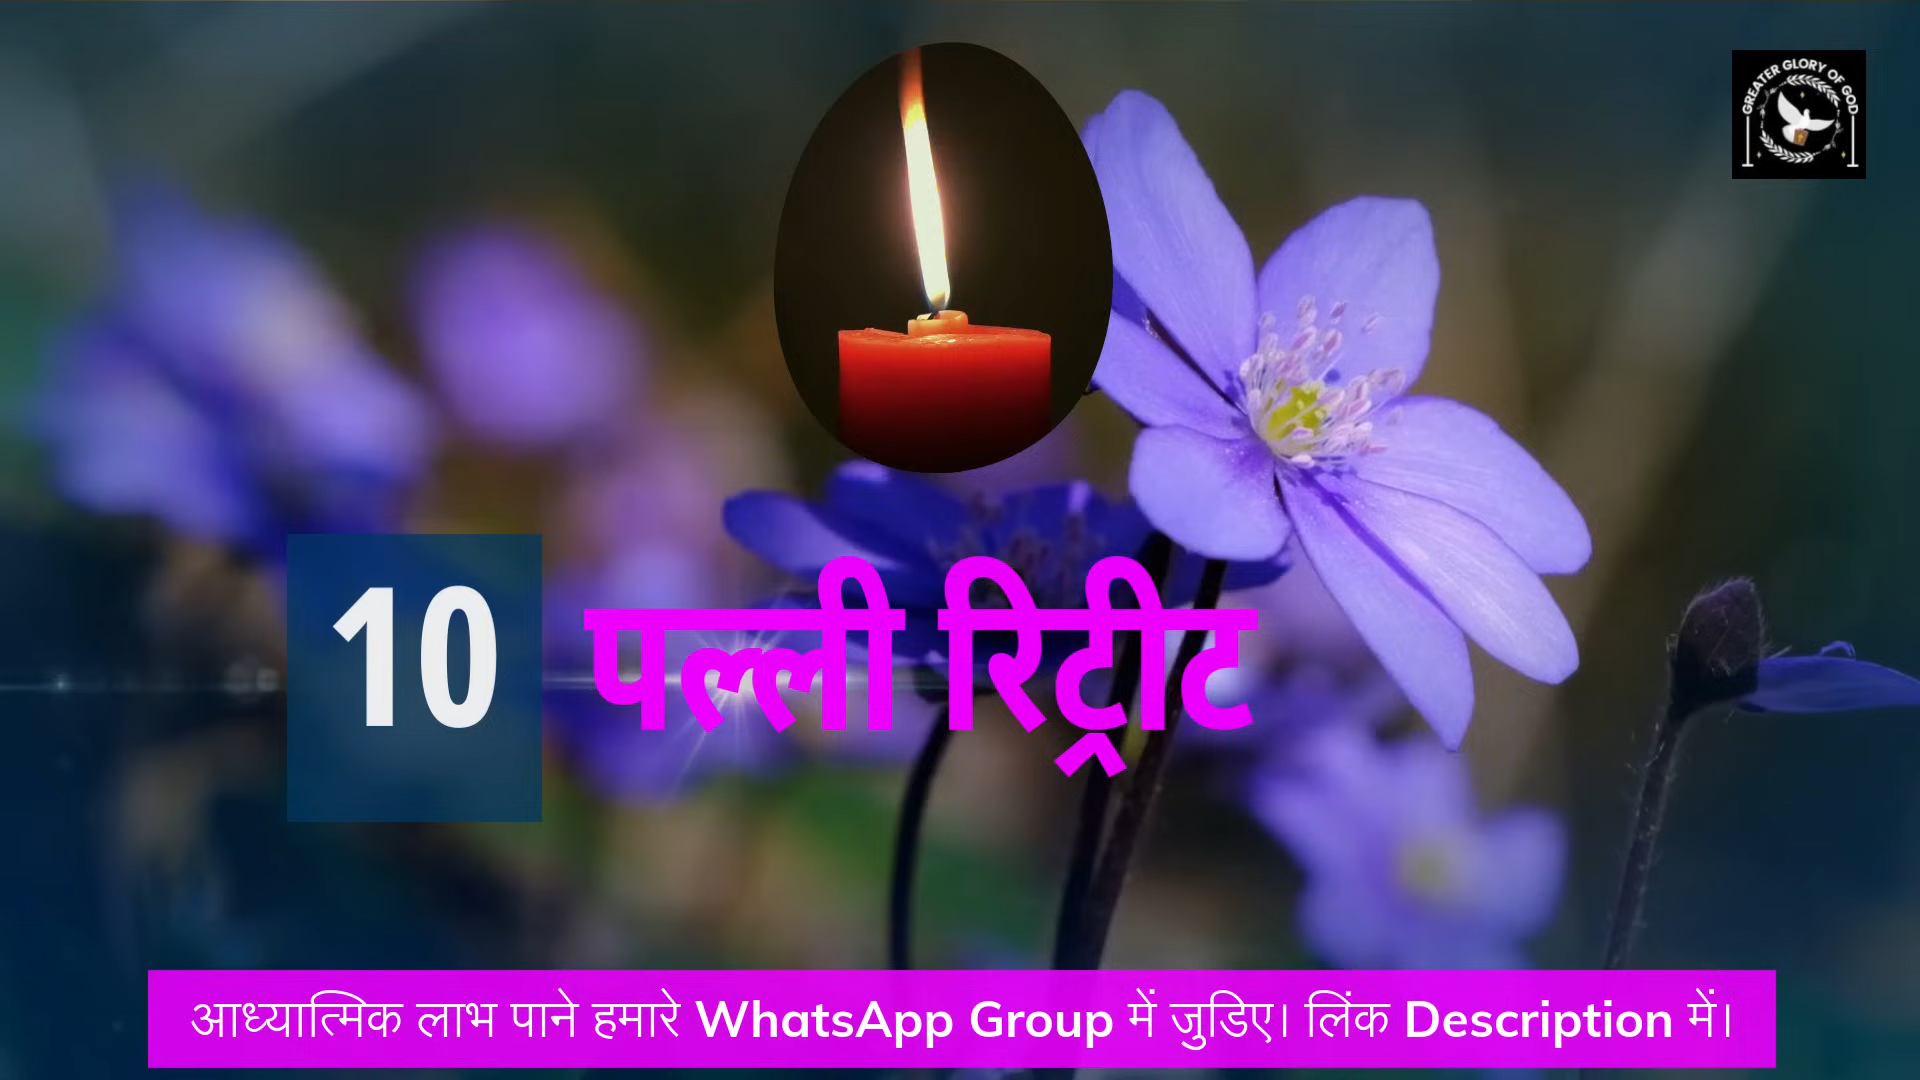 GREATER GLORY OF GOD
10
पल्ली रिट्रीट
आध्यात्मिक लाभ पाने हमारे WhatsApp Group में जुडिए। लिंक Description में।